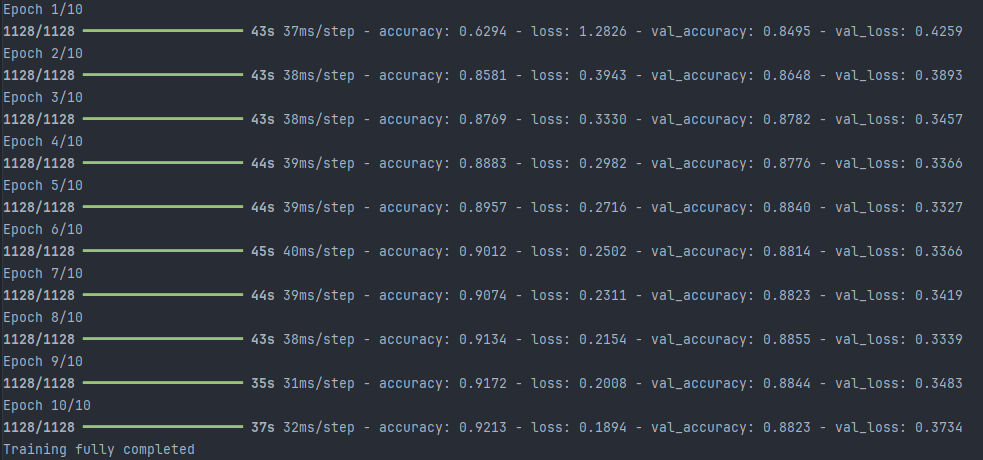 Epoch 1/10
1128/1128 ━━━━━━━━━━━━━━━━━━━━ 43s 37ms/step - accuracy: 0.6294 - loss: 1.2826 - val_accuracy: 0.8495 - val_loss: 0.4259
Epoch 2/10
1128/1128 ━━━━━━━━━━━━━━━━━━━━ 43s 38ms/step - accuracy: 0.8581 - loss: 0.3943 - val_accuracy: 0.8648 - val_loss: 0.3893
Epoch 3/10
1128/1128 ━━━━━━━━━━━━━━━━━━━━ 43s 38ms/step - accuracy: 0.8769 - loss: 0.3330 - val_accuracy: 0.8782 - val_loss: 0.3457
Epoch 4/10
1128/1128 ━━━━━━━━━━━━━━━━━━━━ 44s 39ms/step - accuracy: 0.8883 - loss: 0.2982 - val_accuracy: 0.8776 - val_loss: 0.3366
Epoch 5/10
1128/1128 ━━━━━━━━━━━━━━━━━━━━ 44s 39ms/step - accuracy: 0.8957 - loss: 0.2716 - val_accuracy: 0.8840 - val_loss: 0.3327
Epoch 6/10
1128/1128 ━━━━━━━━━━━━━━━━━━━━ 45s 40ms/step - accuracy: 0.9012 - loss: 0.2502 - val_accuracy: 0.8814 - val_loss: 0.3366
Epoch 7/10
1128/1128 ━━━━━━━━━━━━━━━━━━━━ 44s 39ms/step - accuracy: 0.9074 - loss: 0.2311 - val_accuracy: 0.8823 - val_loss: 0.3419
Epoch 8/10
1128/1128 ━━━━━━━━━━━━━━━━━━━━ 43s 38ms/step - accuracy: 0.9134 - loss: 0.2154 - val_accuracy: 0.8855 - val_loss: 0.3339
Epoch 9/10
1128/1128 ━━━━━━━━━━━━━━━━━━━━ 35s 31ms/step - accuracy: 0.9172 - loss: 0.2008 - val_accuracy: 0.8844 - val_loss: 0.3483
Epoch 10/10
1128/1128 ━━━━━━━━━━━━━━━━━━━━ 37s 32ms/step - accuracy: 0.9213 - loss: 0.1894 - val_accuracy: 0.8823 - val_loss: 0.3734
Training fully completed